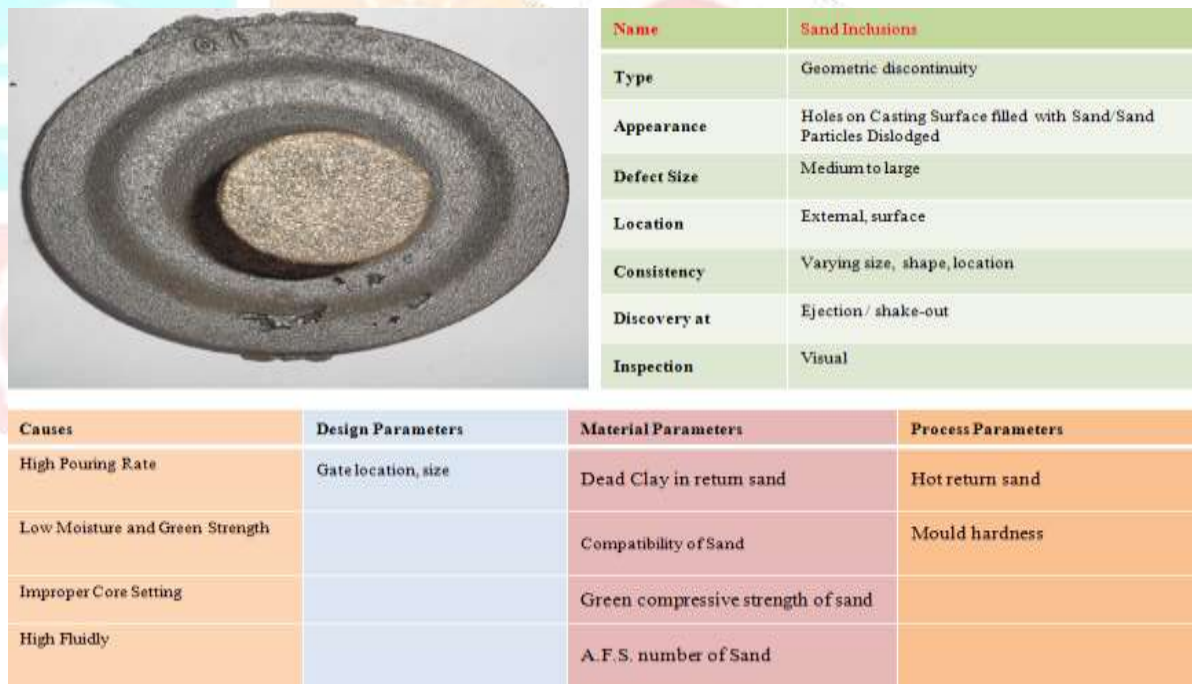 Name Sand Inclusions
Type Geometric discontinuity
Appearance Holes on Casting Surface filled with Sand/Sand
Particles Dislodged
Defect Size Medium to large
Location External, surface
Consistency Varying size, shape, location
Discovery at Ejection / shake-out
Inspection Visual
Causes Design Parameters Material Parameters Process Parameters
High Pouring Rate Gate location, size Dead Clay in return sand Hot return sand
Low Moisture and Green Strength Compatibility of Sand Mould hardness
Improper Core Setting Green compressive strength of sand
High Fluidly A.F.S. number of Sand